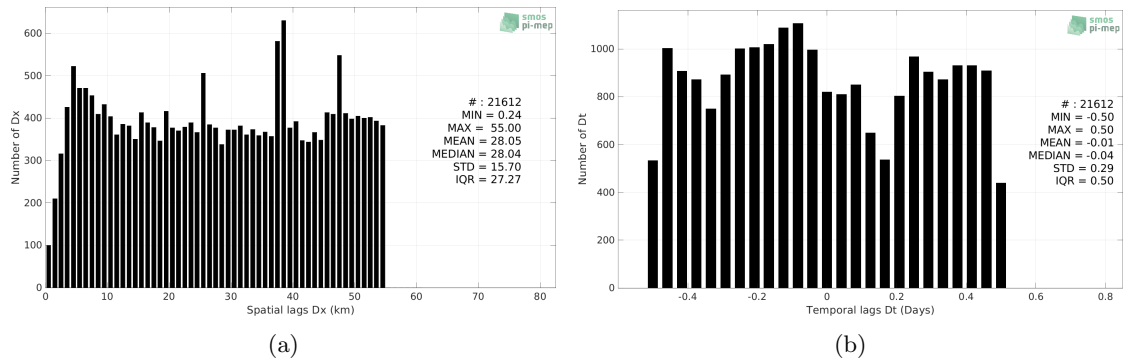 smos
pi-mep
Number of Dx
600
500
400
300
200
100
0
# : 21612
MIN = 0.24
MAX = 55.00
MEAN = 28.05
MEDIAN = 28.04
STD = 15.70
IQR = 27.27
0 10 20 30 40 50 60 70 80
Spatial lags Dx (km)
(a)
smos
pi-mep
Number of Dt
1000
800
600
400
200
0
# : 21612
MIN = -0.50
MAX = 0.50
MEAN = -0.01
MEDIAN = -0.04
STD = 0.29
IQR = 0.50
-0.4 -0.2 0 0.2 0.4 0.6 0.8
Temporal lags Dt (Days)
(b)